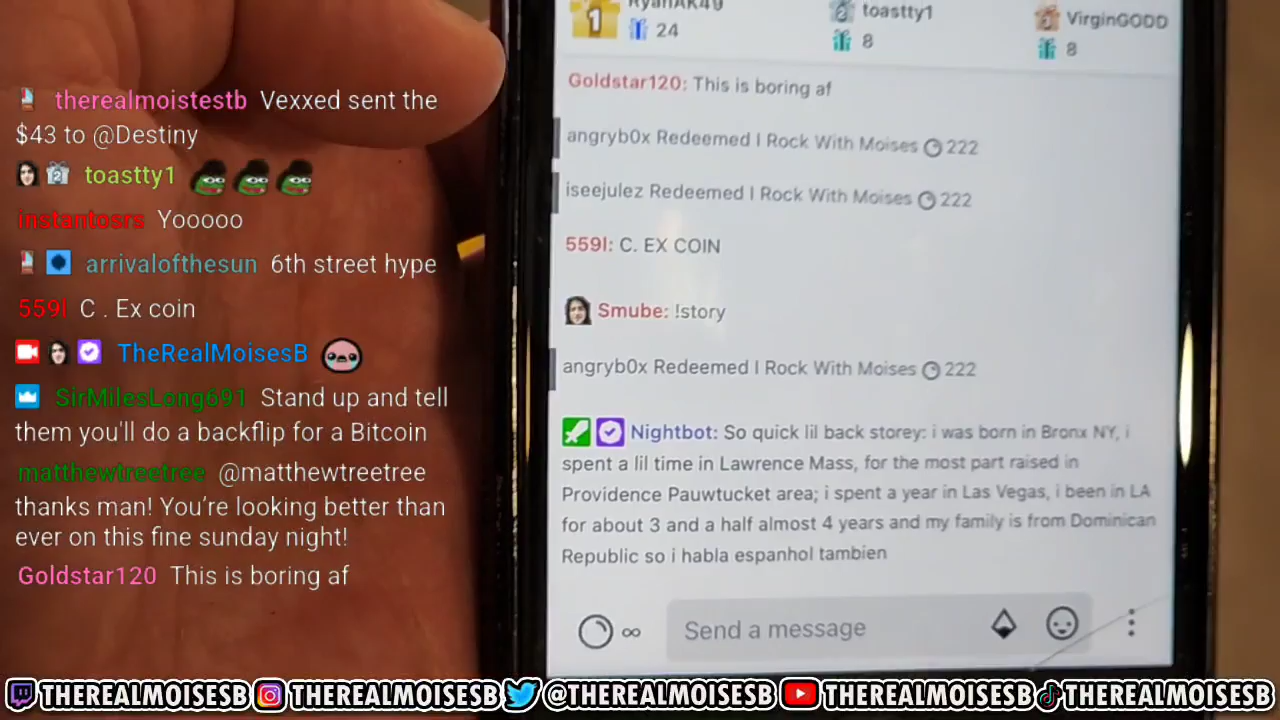 therealmoistestb Vexxed sent the
$43 to @Destiny
toastty1
instantosrs Yooooo
arrivalofthesun 6th street hype
559I C . Ex coin
TheRealMoisesB
SirMilesLong691 Stand up and tell
them you'll do a backflip for a Bitcoin
matthewtreetree @matthewtreetree
thanks man! You’re looking better than
ever on this fine sunday night!
Goldstar120 This is boring af
RyanAK49
1 24
2 toastty1
8
3 VirginGODD
8
Goldstar120: This is boring af
angryb0x Redeemed I Rock With Moises 222
iseejulez Redeemed I Rock With Moises 222
559I: C. EX COIN
Smube: !story
angryb0x Redeemed I Rock With Moises 222
Nightbot: So quick lil back storey: i was born in Bronx NY, i
spent a lil time in Lawrence Mass, for the most part raised in
Providence Pauwtucket area; i spent a year in Las Vegas, i been in LA
for about 3 and a half almost 4 years and my family is from Dominican
Republic so i habla espanhol tambien
∞ Send a message
THEREALMOISESB THEREALMOISESB @THEREALMOISESB THEREALMOISESB THEREALMOISESB